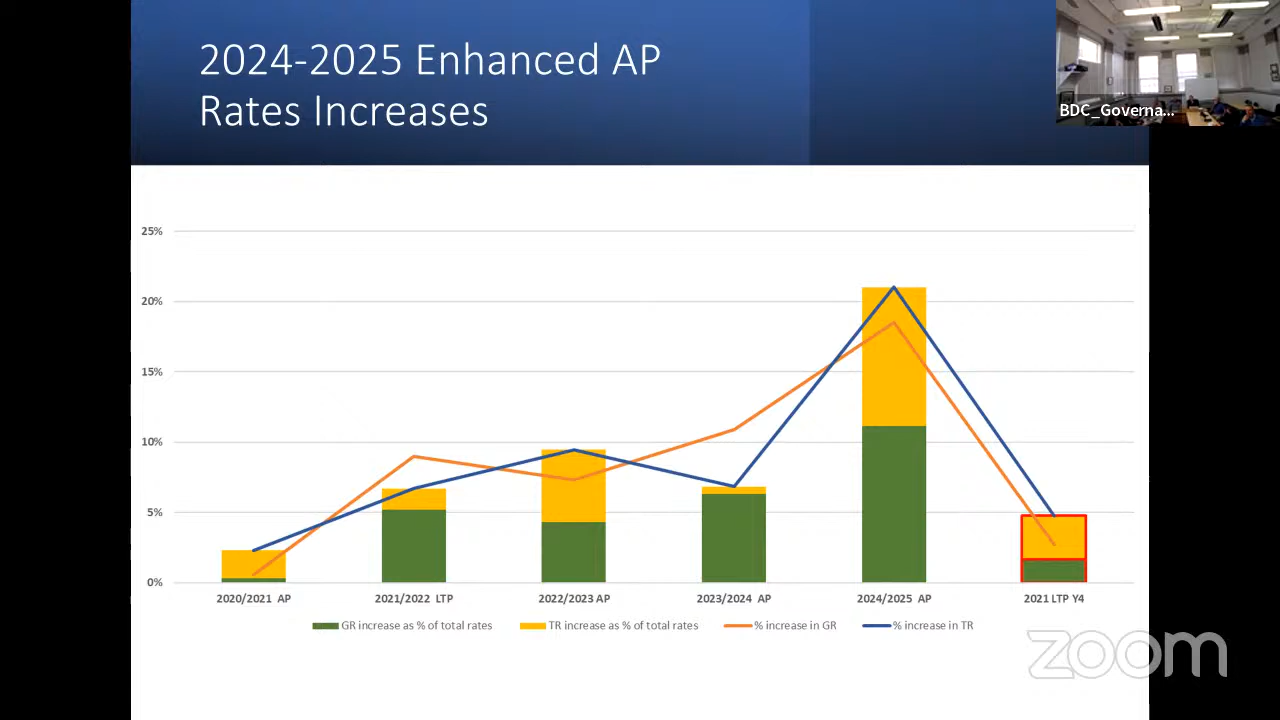 2024-2025 Enhanced AP
Rates Increases
BDC_Governa...
25%
20%
15%
10%
5%
0%
2020/2021 AP
2021/2022 LTP
2022/2023 AP
2023/2024 AP
2024/2025 AP
2021 LTP Y4
GR increase as % of total rates
TR increase as % of total rates
% increase in GR
% increase in TR
zoom